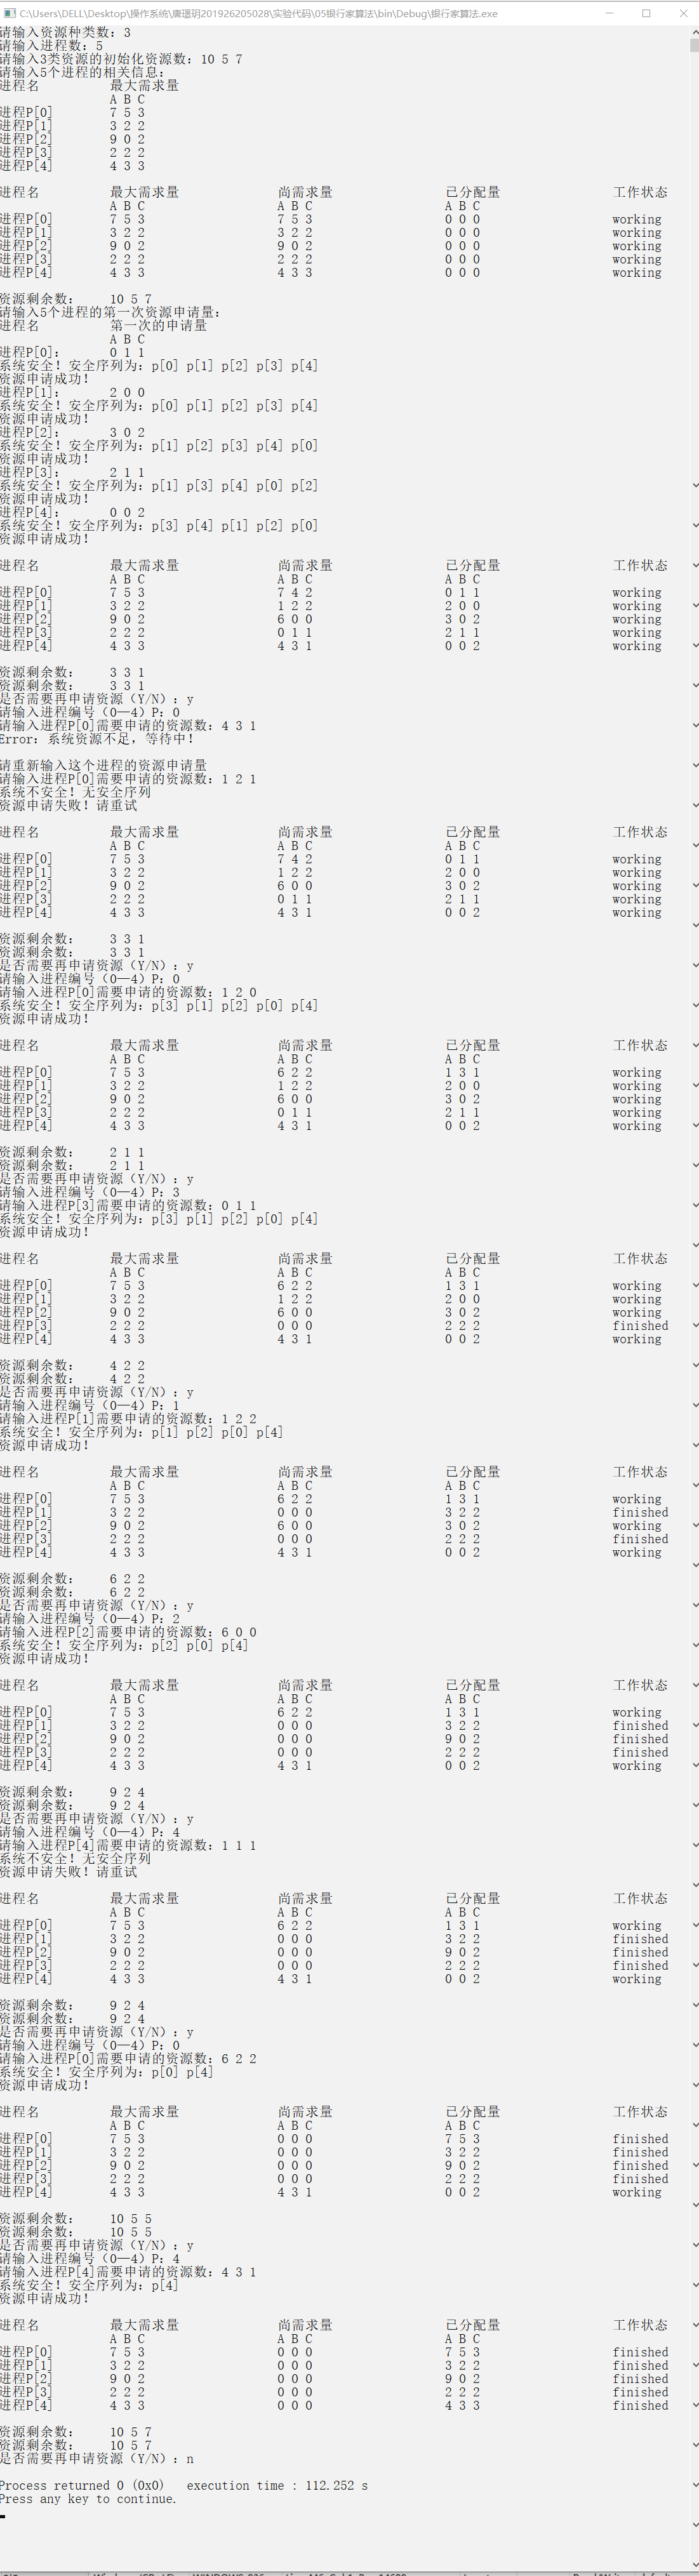 C:\Users\DELL\Desktop\操作系统\唐璟玥201926205028\实验代码\05银行家算法\bin\Debug\银行家算法.exe
请输入资源种类数：3
请输入进程数：5
请输入3类资源的初始化资源数：10 5 7
请输入5个进程的相关信息：
进程名 最大需求量
A B C
进程P[0] 7 5 3
进程P[1] 3 2 2
进程P[2] 9 0 2
进程P[3] 2 2 2
进程P[4] 4 3 3
进程名 最大需求量 尚需求量 已分配量 工作状态
A B C A B C A B C
进程P[0] 7 5 3 7 5 3 0 0 0 working
进程P[1] 3 2 2 3 2 2 0 0 0 working
进程P[2] 9 0 2 9 0 2 0 0 0 working
进程P[3] 2 2 2 2 2 2 0 0 0 working
进程P[4] 4 3 3 4 3 3 0 0 0 working
资源剩余数： 10 5 7
请输入5个进程的第一次资源申请量：
进程名 第一次的申请量
A B C
进程P[0]： 0 1 1
系统安全！安全序列为：p[0] p[1] p[2] p[3] p[4]
资源申请成功！
进程P[1]： 2 0 0
系统安全！安全序列为：p[0] p[1] p[2] p[3] p[4]
资源申请成功！
进程P[2]： 3 0 2
系统安全！安全序列为：p[1] p[2] p[3] p[4] p[0]
资源申请成功！
进程P[3]： 2 1 1
系统安全！安全序列为：p[1] p[3] p[4] p[0] p[2]
资源申请成功！
进程P[4]： 0 0 2
系统安全！安全序列为：p[3] p[4] p[1] p[2] p[0]
资源申请成功！
进程名 最大需求量 尚需求量 已分配量 工作状态
A B C A B C A B C
进程P[0] 7 5 3 7 4 2 0 1 1 working
进程P[1] 3 2 2 1 2 2 2 0 0 working
进程P[2] 9 0 2 6 0 0 3 0 2 working
进程P[3] 2 2 2 0 1 1 2 1 1 working
进程P[4] 4 3 3 4 3 1 0 0 2 working
资源剩余数： 3 3 1
资源剩余数： 3 3 1
是否需要再申请资源（Y/N）：y
请输入进程编号（0—4）P：0
请输入进程P[0]需要申请的资源数：4 3 1
Error：系统资源不足，等待中！
请重新输入这个进程的资源申请量
请输入进程P[0]需要申请的资源数：1 2 1
系统不安全！无安全序列
资源申请失败！请重试
进程名 最大需求量 尚需求量 已分配量 工作状态
A B C A B C A B C
进程P[0] 7 5 3 7 4 2 0 1 1 working
进程P[1] 3 2 2 1 2 2 2 0 0 working
进程P[2] 9 0 2 6 0 0 3 0 2 working
进程P[3] 2 2 2 0 1 1 2 1 1 working
进程P[4] 4 3 3 4 3 1 0 0 2 working
资源剩余数： 3 3 1
资源剩余数： 3 3 1
是否需要再申请资源（Y/N）：y
请输入进程编号（0—4）P：0
请输入进程P[0]需要申请的资源数：1 2 0
系统安全！安全序列为：p[3] p[1] p[2] p[0] p[4]
资源申请成功！
进程名 最大需求量 尚需求量 已分配量 工作状态
A B C A B C A B C
进程P[0] 7 5 3 6 2 2 1 3 1 working
进程P[1] 3 2 2 1 2 2 2 0 0 working
进程P[2] 9 0 2 6 0 0 3 0 2 working
进程P[3] 2 2 2 0 1 1 2 1 1 working
进程P[4] 4 3 3 4 3 1 0 0 2 working
资源剩余数： 2 1 1
资源剩余数： 2 1 1
是否需要再申请资源（Y/N）：y
请输入进程编号（0—4）P：3
请输入进程P[3]需要申请的资源数：0 1 1
系统安全！安全序列为：p[3] p[1] p[2] p[0] p[4]
资源申请成功！
进程名 最大需求量 尚需求量 已分配量 工作状态
A B C A B C A B C
进程P[0] 7 5 3 6 2 2 1 3 1 working
进程P[1] 3 2 2 1 2 2 2 0 0 working
进程P[2] 9 0 2 6 0 0 3 0 2 working
进程P[3] 2 2 2 0 0 0 2 2 2 finished
进程P[4] 4 3 3 4 3 1 0 0 2 working
资源剩余数： 4 2 2
资源剩余数： 4 2 2
是否需要再申请资源（Y/N）：y
请输入进程编号（0—4）P：1
请输入进程P[1]需要申请的资源数：1 2 2
系统安全！安全序列为：p[1] p[2] p[0] p[4]
资源申请成功！
进程名 最大需求量 尚需求量 已分配量 工作状态
A B C A B C A B C
进程P[0] 7 5 3 6 2 2 1 3 1 working
进程P[1] 3 2 2 0 0 0 3 2 2 finished
进程P[2] 9 0 2 6 0 0 3 0 2 working
进程P[3] 2 2 2 0 0 0 2 2 2 finished
进程P[4] 4 3 3 4 3 1 0 0 2 working
资源剩余数： 6 2 2
资源剩余数： 6 2 2
是否需要再申请资源（Y/N）：y
请输入进程编号（0—4）P：2
请输入进程P[2]需要申请的资源数：6 0 0
系统安全！安全序列为：p[2] p[0] p[4]
资源申请成功！
进程名 最大需求量 尚需求量 已分配量 工作状态
A B C A B C A B C
进程P[0] 7 5 3 6 2 2 1 3 1 working
进程P[1] 3 2 2 0 0 0 3 2 2 finished
进程P[2] 9 0 2 0 0 0 9 0 2 finished
进程P[3] 2 2 2 0 0 0 2 2 2 finished
进程P[4] 4 3 3 4 3 1 0 0 2 working
资源剩余数： 9 2 4
资源剩余数： 9 2 4
是否需要再申请资源（Y/N）：y
请输入进程编号（0—4）P：4
请输入进程P[4]需要申请的资源数：1 1 1
系统不安全！无安全序列
资源申请失败！请重试
进程名 最大需求量 尚需求量 已分配量 工作状态
A B C A B C A B C
进程P[0] 7 5 3 6 2 2 1 3 1 working
进程P[1] 3 2 2 0 0 0 3 2 2 finished
进程P[2] 9 0 2 0 0 0 9 0 2 finished
进程P[3] 2 2 2 0 0 0 2 2 2 finished
进程P[4] 4 3 3 4 3 1 0 0 2 working
资源剩余数： 9 2 4
资源剩余数： 9 2 4
是否需要再申请资源（Y/N）：y
请输入进程编号（0—4）P：0
请输入进程P[0]需要申请的资源数：6 2 2
系统安全！安全序列为：p[0] p[4]
资源申请成功！
进程名 最大需求量 尚需求量 已分配量 工作状态
A B C A B C A B C
进程P[0] 7 5 3 0 0 0 7 5 3 finished
进程P[1] 3 2 2 0 0 0 3 2 2 finished
进程P[2] 9 0 2 0 0 0 9 0 2 finished
进程P[3] 2 2 2 0 0 0 2 2 2 finished
进程P[4] 4 3 3 4 3 1 0 0 2 working
资源剩余数： 10 5 5
资源剩余数： 10 5 5
是否需要再申请资源（Y/N）：y
请输入进程编号（0—4）P：4
请输入进程P[4]需要申请的资源数：4 3 1
系统安全！安全序列为：p[4]
资源申请成功！
进程名 最大需求量 尚需求量 已分配量 工作状态
A B C A B C A B C
进程P[0] 7 5 3 0 0 0 7 5 3 finished
进程P[1] 3 2 2 0 0 0 3 2 2 finished
进程P[2] 9 0 2 0 0 0 9 0 2 finished
进程P[3] 2 2 2 0 0 0 2 2 2 finished
进程P[4] 4 3 3 0 0 0 4 3 3 finished
资源剩余数： 10 5 7
资源剩余数： 10 5 7
是否需要再申请资源（Y/N）：n
Process returned 0 (0x0) execution time : 112.252 s
Press any key to continue.